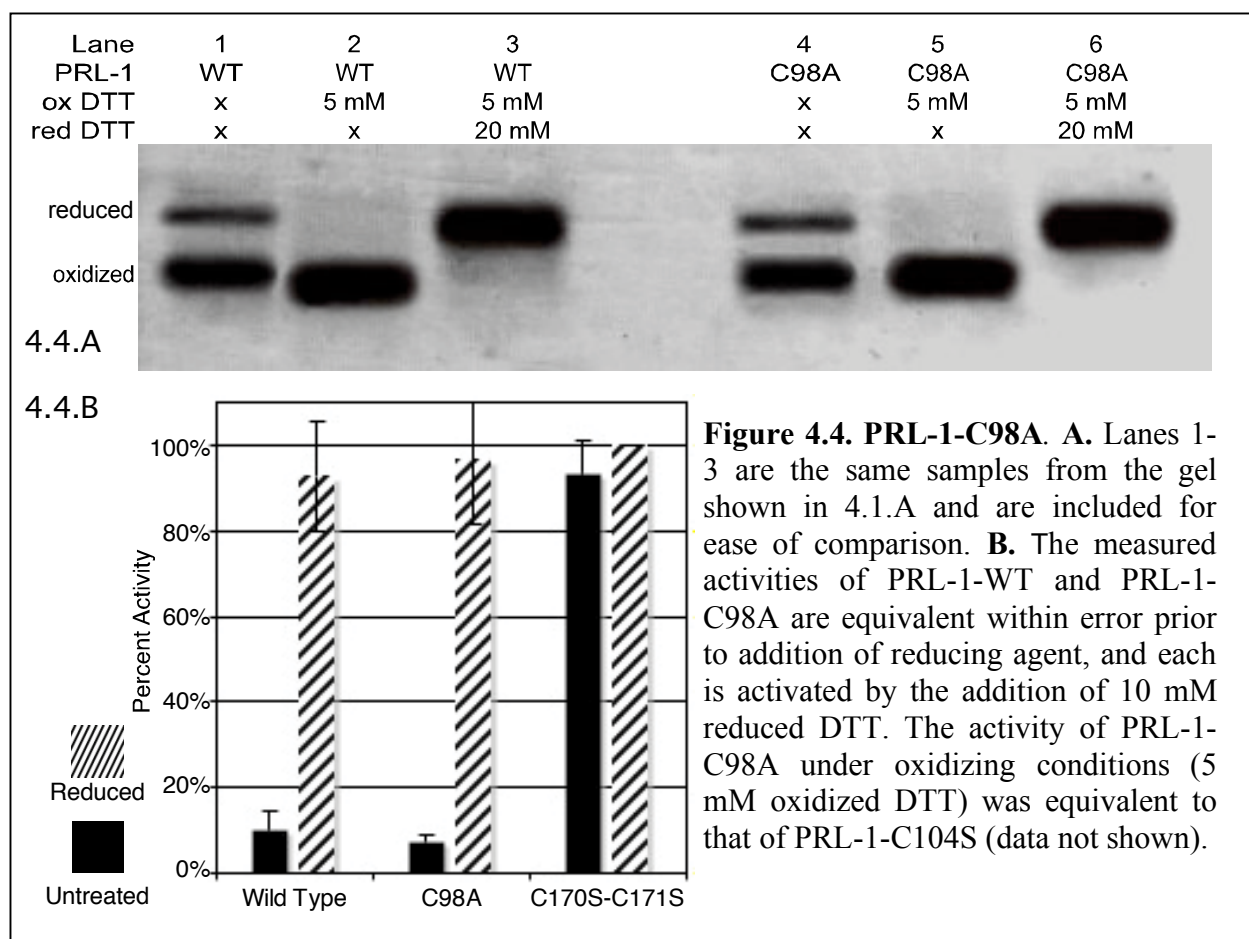 Lane 1 2 3 4 5 6
PRL-1 WT WT WT C98A C98A C98A
ox DTT x 5 mM 5 mM x 5 mM 5 mM
red DTT x x 20 mM x x 20 mM
reduced
oxidized
4.4.A
4.4.B
100%
80%
60%
40%
20%
0%
Percent Activity
Reduced
Untreated
Wild Type C98A C170S-C171S
Figure 4.4. PRL-1-C98A. A. Lanes 1-
3 are the same samples from the gel
shown in 4.1.A and are included for
ease of comparison. B. The measured
activities of PRL-1-WT and PRL-1-
C98A are equivalent within error prior
to addition of reducing agent, and each
is activated by the addition of 10 mM
reduced DTT. The activity of PRL-1-
C98A under oxidizing conditions (5
mM oxidized DTT) was equivalent to
that of PRL-1-C104S (data not shown).